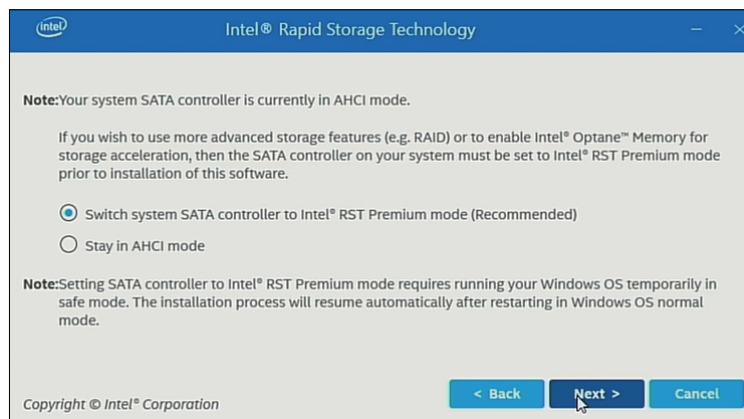 intel
Intel® Rapid Storage Technology
Note:Your system SATA controller is currently in AHCI mode.
If you wish to use more advanced storage features (e.g. RAID) or to enable Intel® Optane™ Memory for
storage acceleration, then the SATA controller on your system must be set to Intel® RST Premium mode
prior to installation of this software.
Switch system SATA controller to Intel® RST Premium mode (Recommended)
Stay in AHCI mode
Note:Setting SATA controller to Intel® RST Premium mode requires running your Windows OS temporarily in
safe mode. The installation process will resume automatically after restarting in Windows OS normal
mode.
< Back Next > Cancel
Copyright © Intel® Corporation